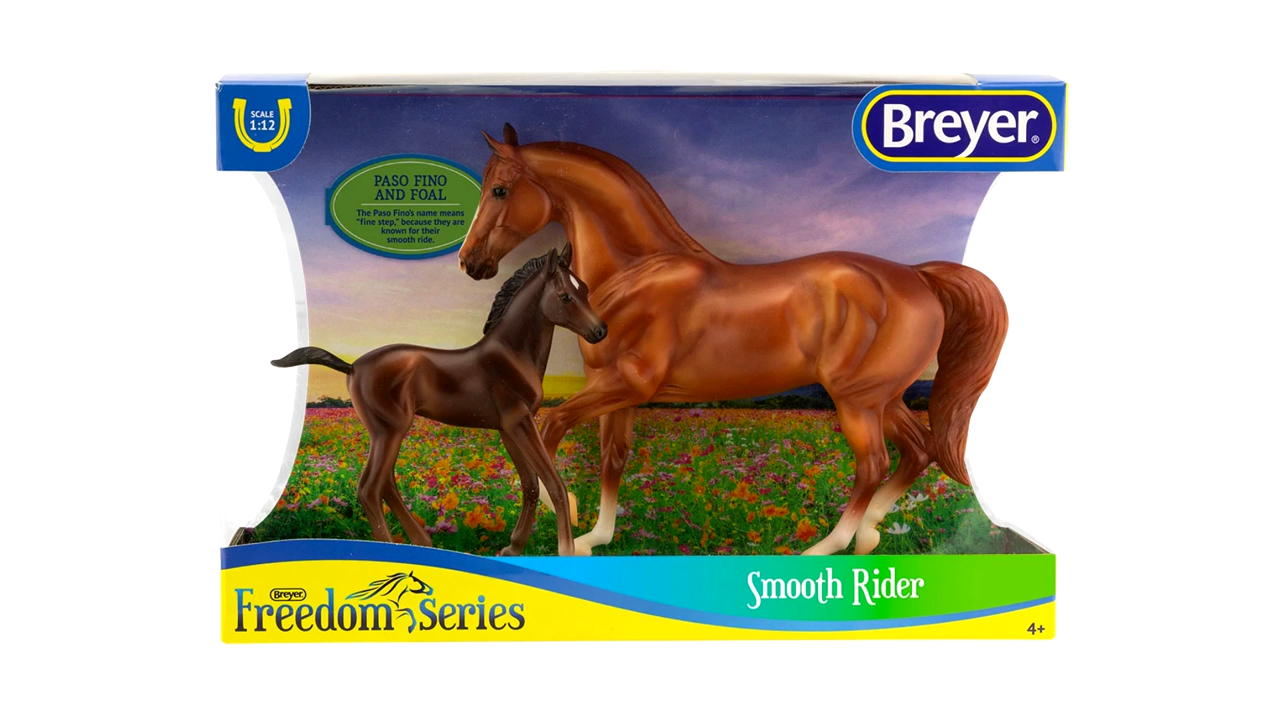 SCALE
1:12
Breyer®
PASO FINO
AND FOAL
The Paso Fino's name means
"fine step," because they are
known for their
smooth ride.
Breyer
Freedom Series
Smooth Rider
4+